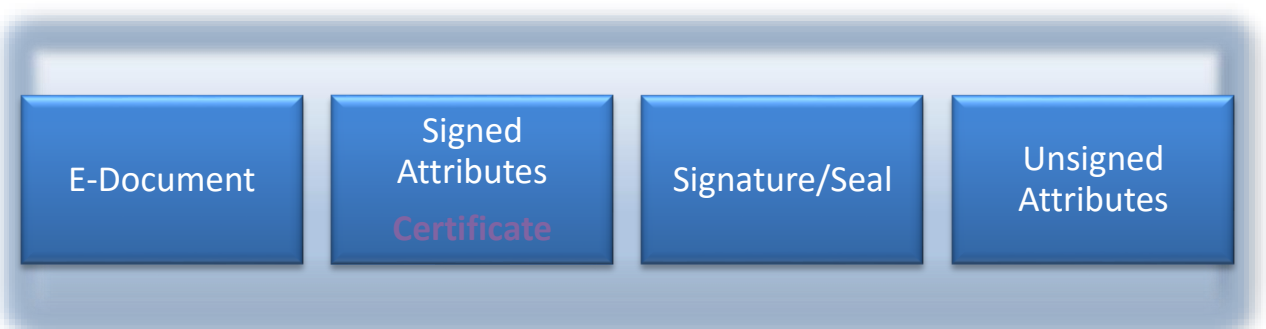 E-Document
Signed
Attributes
Certificate
Signature/Seal
Unsigned
Attributes